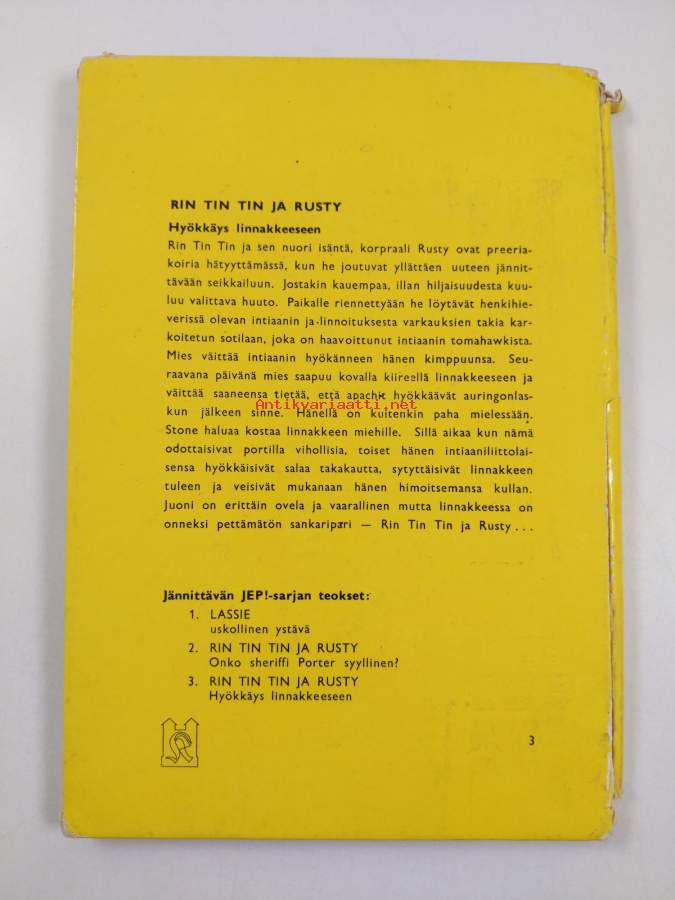 RIN TIN TIN JA RUSTY
Hyökkäys linnakkeeseen
Rin Tin Tin ja sen nuori isäntä, korpraali Rusty ovat preeria-
koiria hätyyttämässä, kun he joutuvat yllättäen uuteen jännit-
tävään seikkailuun. Jostakin kauempaa, illan hiljaisuudesta kuu-
luu valittava huuto. Paikalle riennettyään he löytävät henkihie-
verissä olevan intiaanin ja-linnoituksesta varkauksien takia kar-
koitetun sotilaan, joka on haavoittunut intiaanin tomahawkista.
Mies väittää intiaanin hyökänneen hänen kimppuunsa. Seu-
raavana päivänä mies saapuu kovalla kiireellä linnakkeeseen ja
väittää saaneensa tietää, että apachit hyökkäävät auringonlas-
Antikvariaatti.net
kun jälkeen sinne. Hänellä on kuitenkin paha mielessään.
Stone haluaa kostaa linnakkeen miehille. Sillä aikaa kun nämä
odottaisivat portilla vihollisia, toiset hänen intiaaniliittolai-
sensa hyökkäisivät salaa takakautta, sytyttäisivät linnakkeen
tuleen ja veisivät mukanaan hänen himoitsemansa kullan.
Juoni on erittäin ovela ja vaarallinen mutta linnakkeessa on
onneksi pettämätön sankaripari — Rin Tin Tin ja Rusty...
Jännittävän JEP!-sarjan teokset:
1. LASSIE
uskollinen ystävä
2. RIN TIN TIN JA RUSTY
Onko sheriffi Porter syyllinen?
3. RIN TIN TIN JA RUSTY
Hyökkäys linnakkeeseen
3